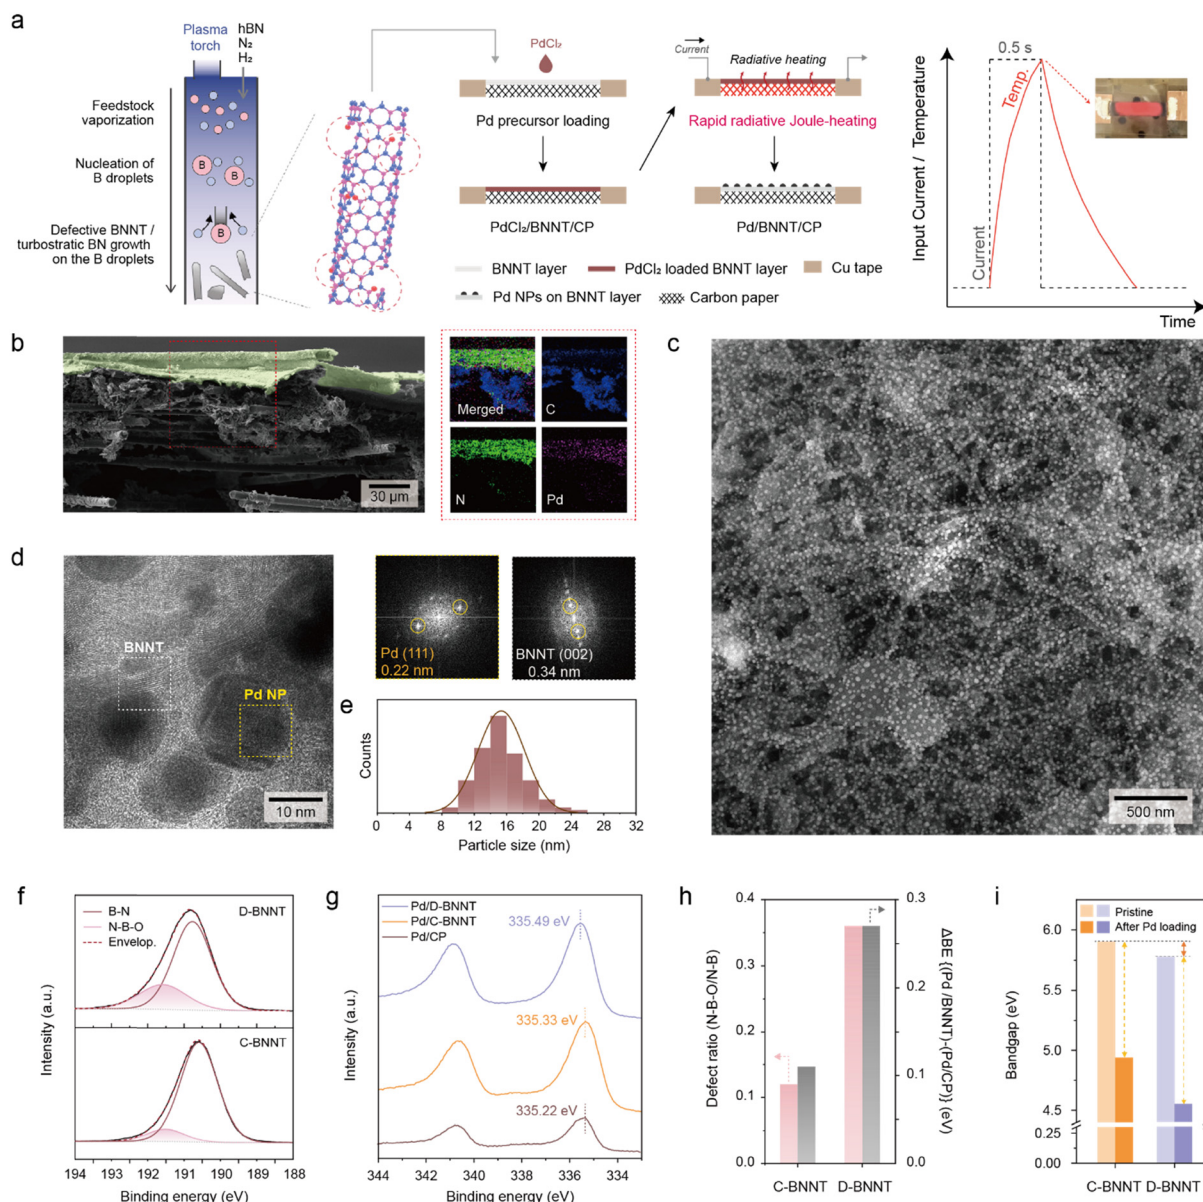 a
Plasma
torch
hBN
N₂
H₂
Feedstock
vaporization
Nucleation of
B droplets
B
B
Defective BNNT /
turbostratic BN growth
on the B droplets
B
PdCl₂
Pd precursor loading
PdCl₂/BNNT/CP
Current
Radiative heating
Rapid radiative Joule-heating
Pd/BNNT/CP
BNNT layer
PdCl₂ loaded BNNT layer
Cu tape
Pd NPs on BNNT layer
Carbon paper
Input Current / Temperature
0.5 s
Temp.
Current
Time
b
30 µm
Merged
C
N
Pd
c
500 nm
d
BNNT
Pd NP
10 nm
Pd (111)
0.22 nm
BNNT (002)
0.34 nm
e
Counts
0 4 8 12 16 20 24 28 32
Particle size (nm)
f
B-N
N-B-O
Envelop.
D-BNNT
C-BNNT
Intensity (a.u.)
194 193 192 191 190 189 188
Binding energy (eV)
g
Pd/D-BNNT
Pd/C-BNNT
Pd/CP
335.49 eV
335.33 eV
335.22 eV
Intensity (a.u.)
344 342 340 338 336 334
Binding energy (eV)
h
Defect ratio (N-B-O/N-B)
0.4
0.3
0.2
0.1
0.0
0.3
0.2
0.1
0.0
ΔBE {(Pd /BNNT)-(Pd/CP)} (eV)
C-BNNT D-BNNT
i
Pristine
After Pd loading
Bandgap (eV)
6.0
5.5
5.0
4.5
0.25
0.00
C-BNNT D-BNNT